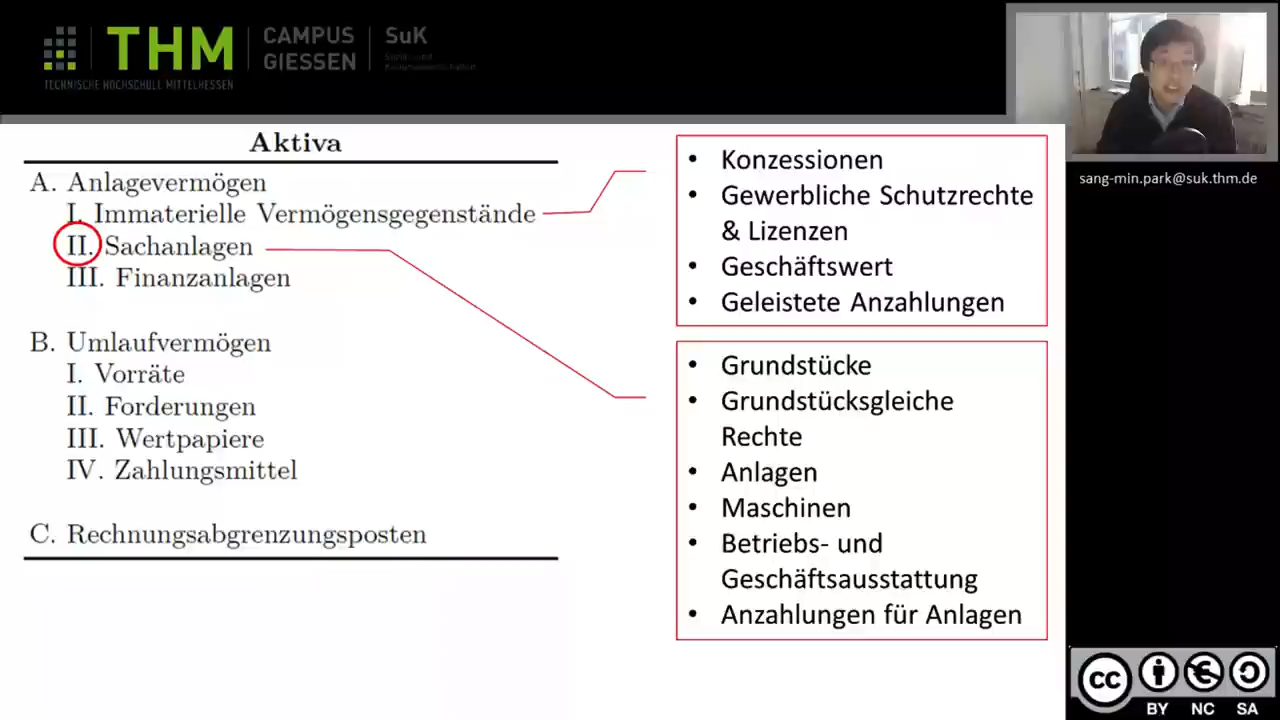 THM
CAMPUS
GIESSEN
SuK
TECHNISCHE HOCHSCHULE MITTELHESSEN
sang-min.park@suk.thm.de
Aktiva
A. Anlagevermögen
I. Immaterielle Vermögensgegenstände
II. Sachanlagen
III. Finanzanlagen
B. Umlaufvermögen
I. Vorräte
II. Forderungen
III. Wertpapiere
IV. Zahlungsmittel
C. Rechnungsabgrenzungsposten
• Konzessionen
• Gewerbliche Schutzrechte
& Lizenzen
• Geschäftswert
• Geleistete Anzahlungen
• Grundstücke
• Grundstücksgleiche
Rechte
• Anlagen
• Maschinen
• Betriebs- und
Geschäftsausstattung
• Anzahlungen für Anlagen
cc
BY NC SA